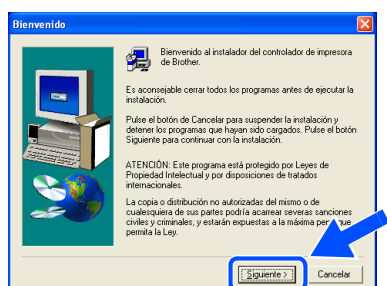 Bienvenido
Bienvenido al instalador del controlador de impresora
de Brother.
Es aconsejable cerrar todos los programas antes de ejecutar la
instalación.
Pulse el botón de Cancelar para suspender la instalación y
detener los programas que hayan sido cargados. Pulse el botón
Siguiente para continuar con la instalación.
ATENCIÓN: Este programa está protegido por Leyes de
Propiedad Intelectual y por disposiciones de tratados
internacionales.
La copia o distribución no autorizadas del mismo o de
cualesquiera de sus partes podría acarrear severas sanciones
civiles y criminales, y estarán expuestas a la máxima que
permita la Ley.
Siguiente >
Cancelar